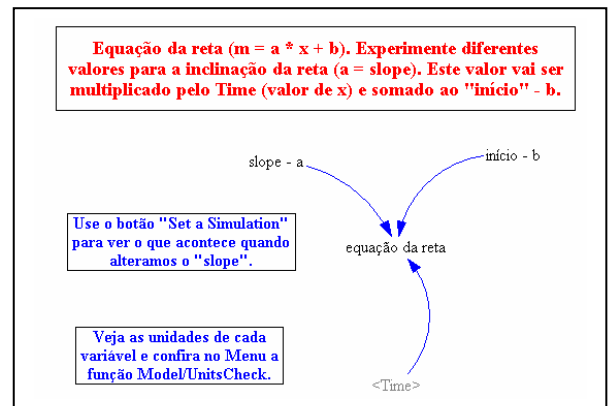 Equação da reta (m = a * x + b). Experimente diferentes
valores para a inclinação da reta (a = slope). Este valor vai ser
multiplicado pelo Time (valor de x) e somado ao "início" - b.
slope - a
início - b
Use o botão "Set a Simulation"
para ver o que acontece quando
alteramos o "slope".
equação da reta
Veja as unidades de cada
variável e confira no Menu a
função Model/UnitsCheck.
<Time>